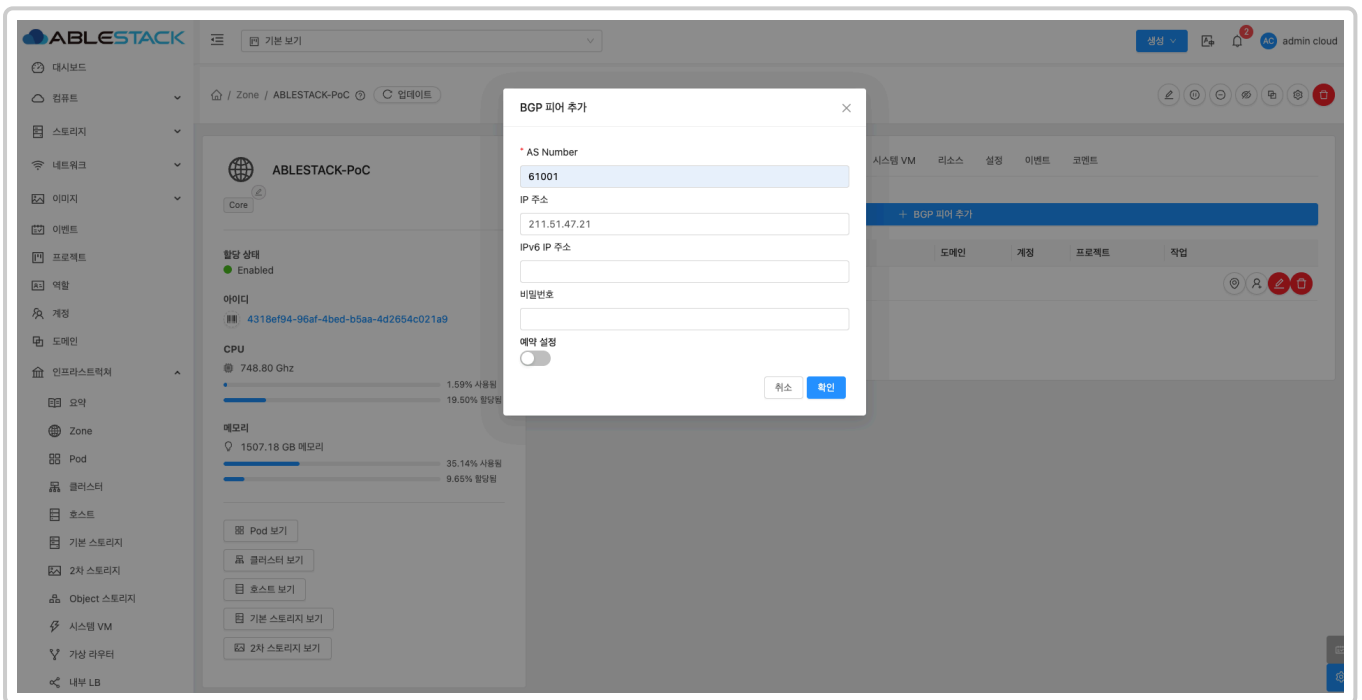 ABLESTACK
기본 보기
생성
2
AC
admin cloud
대시보드
컴퓨트
스토리지
네트워크
이미지
이벤트
프로젝트
역할
계정
도메인
인프라스트럭쳐
요약
Zone
Pod
클러스터
호스트
기본 스토리지
2차 스토리지
Object 스토리지
시스템 VM
가상 라우터
내부 LB
/ Zone / ABLESTACK-PoC
업데이트
ABLESTACK-PoC
Core
할당 상태
Enabled
아이디
4318ef94-96af-4bed-b5aa-4d2654c021a9
CPU
748.80 Ghz
1.59% 사용됨
19.50% 할당됨
메모리
1507.18 GB 메모리
35.14% 사용됨
9.65% 할당됨
Pod 보기
클러스터 보기
호스트 보기
기본 스토리지 보기
2차 스토리지 보기
BGP 피어 추가
* AS Number
61001
IP 주소
211.51.47.21
IPv6 IP 주소
비밀번호
예약 설정
취소
확인
시스템 VM
리소스
설정
이벤트
코멘트
+ BGP 피어 추가
도메인
계정
프로젝트
작업